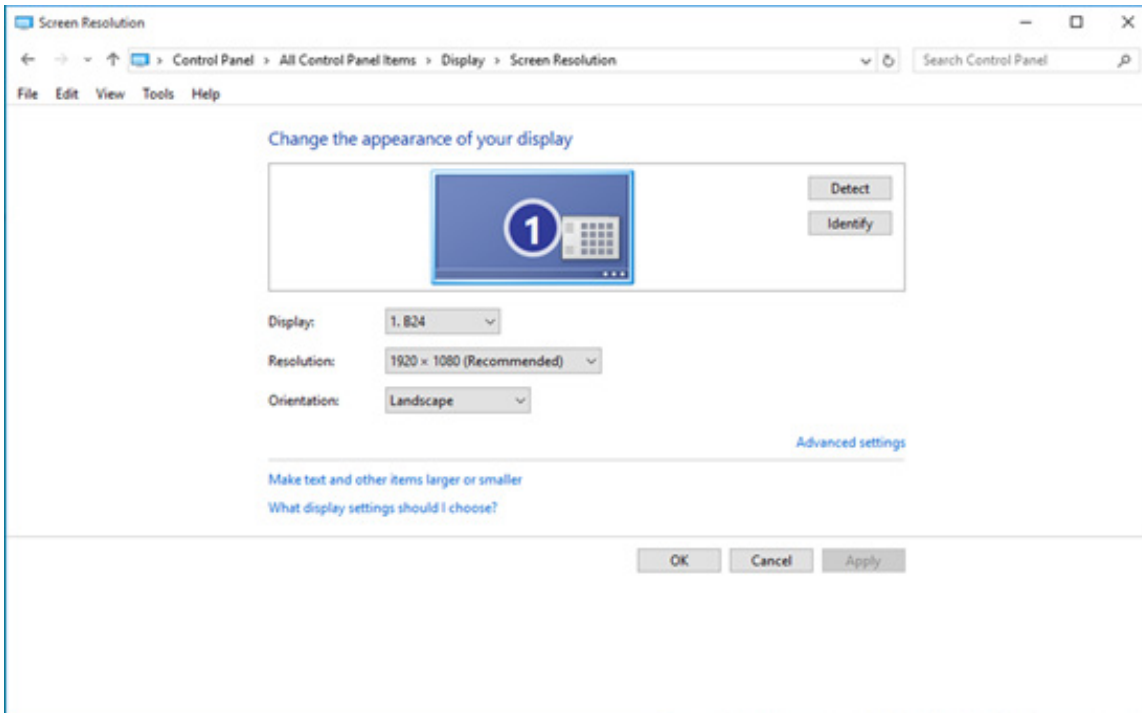 Screen Resolution
Control Panel > All Control Panel Items > Display > Screen Resolution Search Control Panel
File Edit View Tools Help
Change the appearance of your display
1
Detect
Identify
Display: 1. B24
Resolution: 1920 × 1080 (Recommended)
Orientation: Landscape
Advanced settings
Make text and other items larger or smaller
What display settings should I choose?
OK Cancel Apply